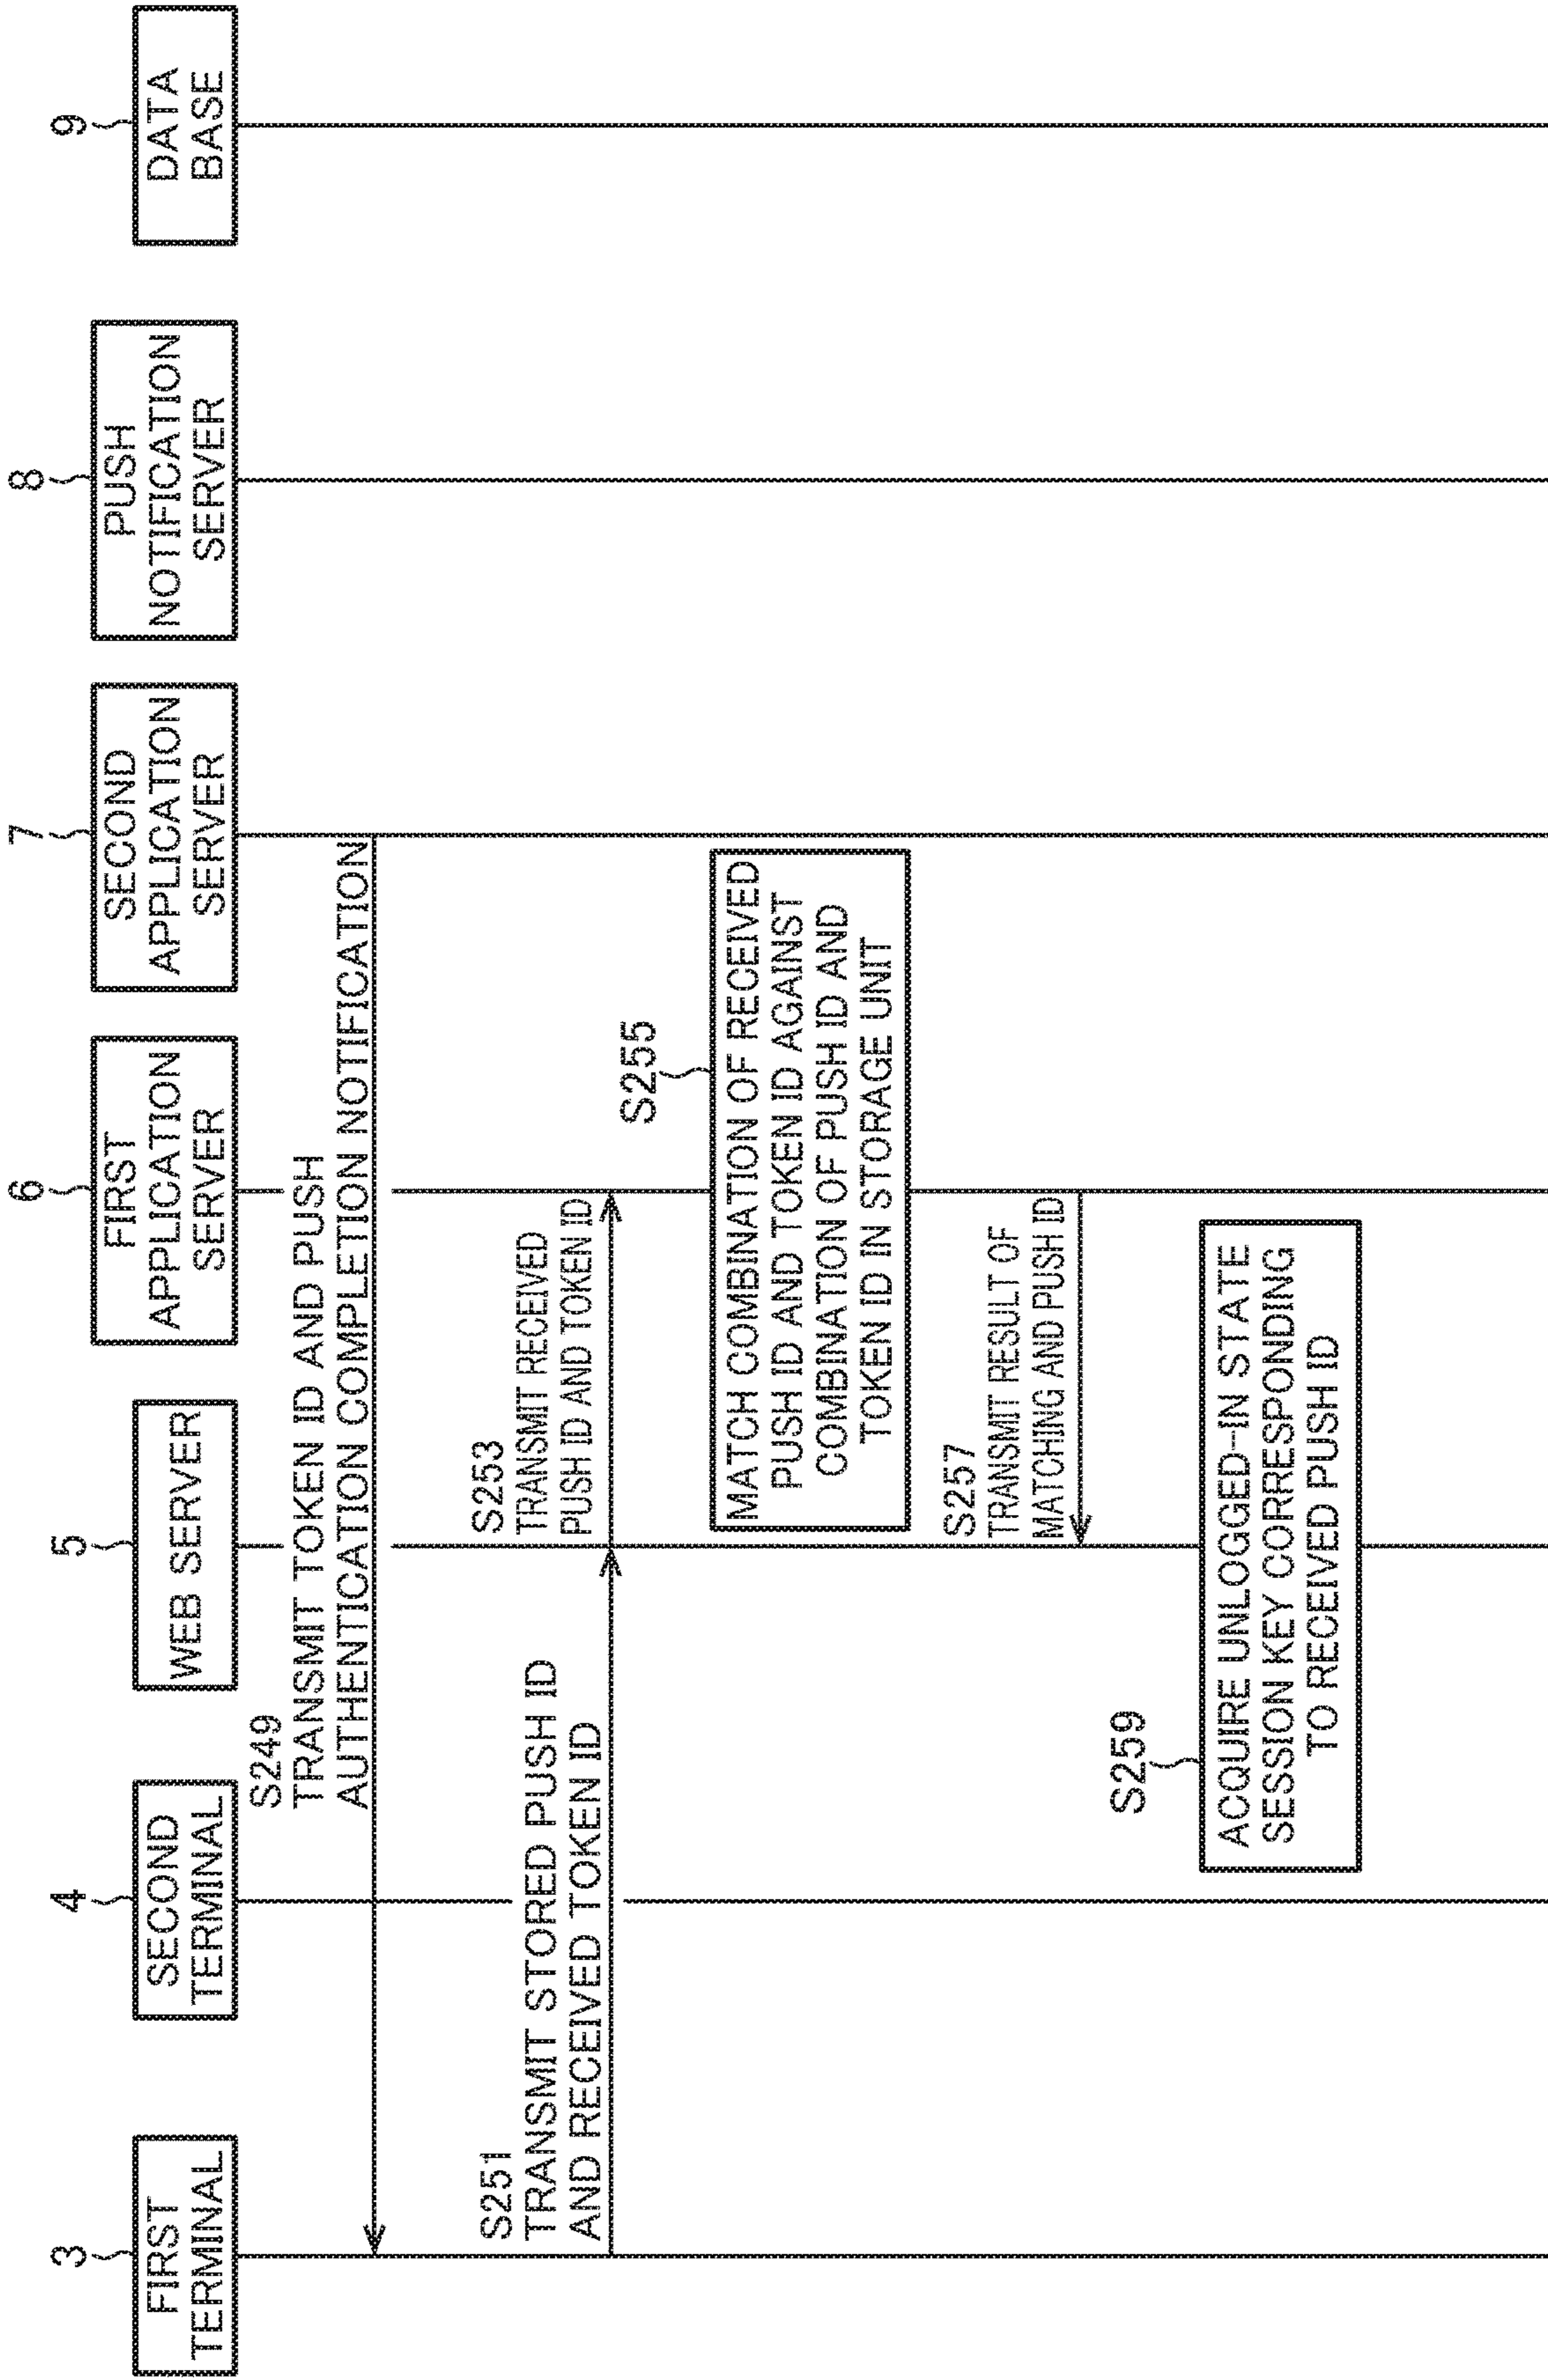 3
FIRST
TERMINAL
4
SECOND
TERMINAL
5
WEB SERVER
6
FIRST
APPLICATION
SERVER
7
SECOND
APPLICATION
SERVER
8
PUSH
NOTIFICATION
SERVER
9
DATA
BASE
S249
TRANSMIT TOKEN ID AND PUSH
AUTHENTICATION COMPLETION NOTIFICATION
S251
TRANSMIT STORED PUSH ID
AND RECEIVED TOKEN ID
S253
TRANSMIT RECEIVED
PUSH ID AND TOKEN ID
S255
MATCH COMBINATION OF RECEIVED
PUSH ID AND TOKEN ID AGAINST
COMBINATION OF PUSH ID AND
TOKEN ID IN STORAGE UNIT
S257
TRANSMIT RESULT OF
MATCHING AND PUSH ID
S259
ACQUIRE UNLOGGED-IN STATE
SESSION KEY CORRESPONDING
TO RECEIVED PUSH ID